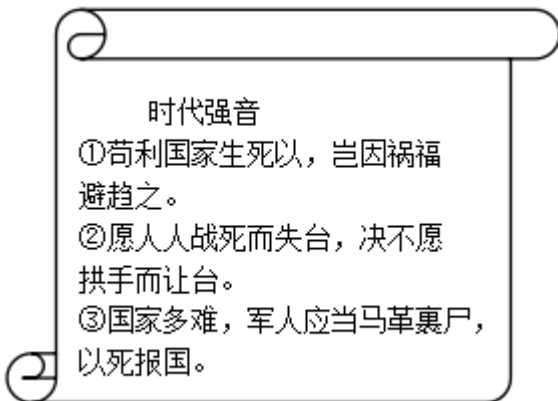 时代强音
①苟利国家生死以，岂因祸福
避趋之。
②愿人人战死而失台，决不愿
拱手而让台。
③国家多难，军人应当马革裹尸，
以死报国。